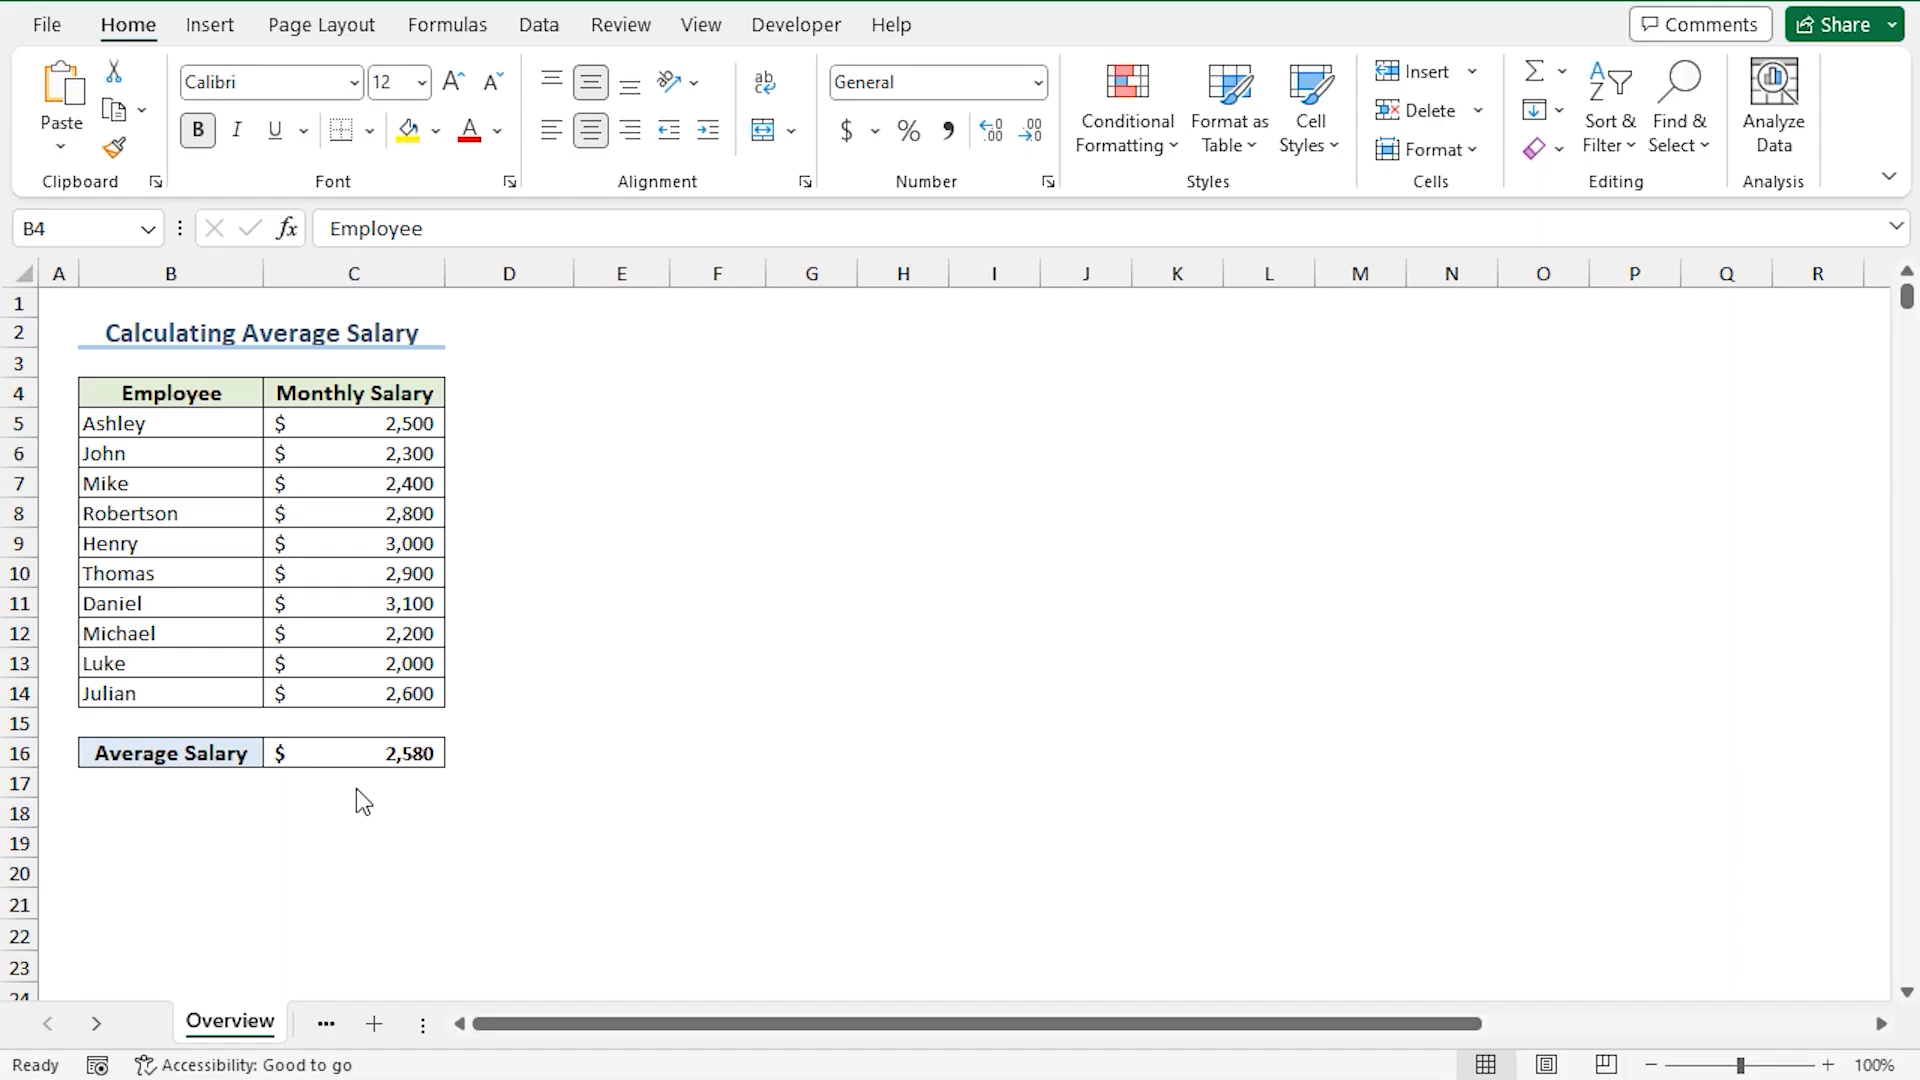 File Home Insert Page Layout Formulas Data Review View Developer Help Comments Share
Calibri 12 General Insert
Delete
Paste Conditional Format as Cell Sort & Find & Analyze
Formatting Table Styles Format Filter Select Data
Clipboard Font Alignment Number Styles Cells Editing Analysis
B4 fx Employee
A B C D E F G H I J K L M N O P Q R
1
2 Calculating Average Salary
3
4 Employee Monthly Salary
5 Ashley $ 2,500
6 John $ 2,300
7 Mike $ 2,400
8 Robertson $ 2,800
9 Henry $ 3,000
10 Thomas $ 2,900
11 Daniel $ 3,100
12 Michael $ 2,200
13 Luke $ 2,000
14 Julian $ 2,600
15
16 Average Salary $ 2,580
17
18
19
20
21
22
23
24
Overview ...
Ready Accessibility: Good to go 100%